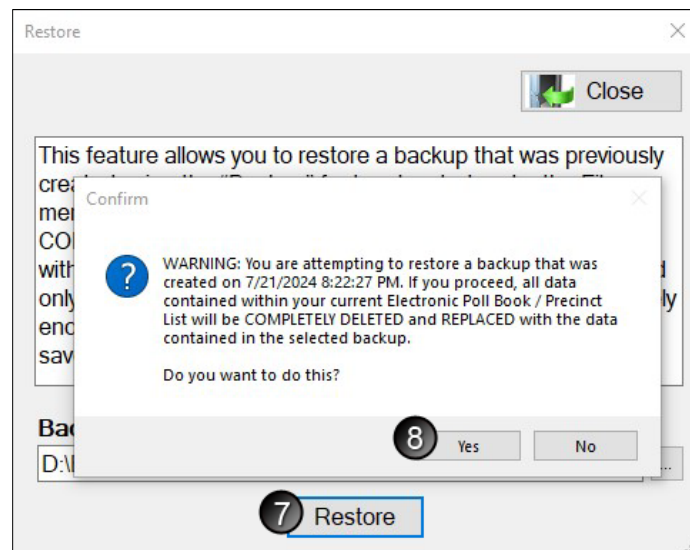 Restore
Close
This feature allows you to restore a backup that was previously
Confirm
WARNING: You are attempting to restore a backup that was
created on 7/21/2024 8:22:27 PM. If you proceed, all data
contained within your current Electronic Poll Book / Precinct
List will be COMPLETELY DELETED and REPLACED with the data
contained in the selected backup.
Do you want to do this?
8 Yes No
with
only
D:\
...
7 Restore